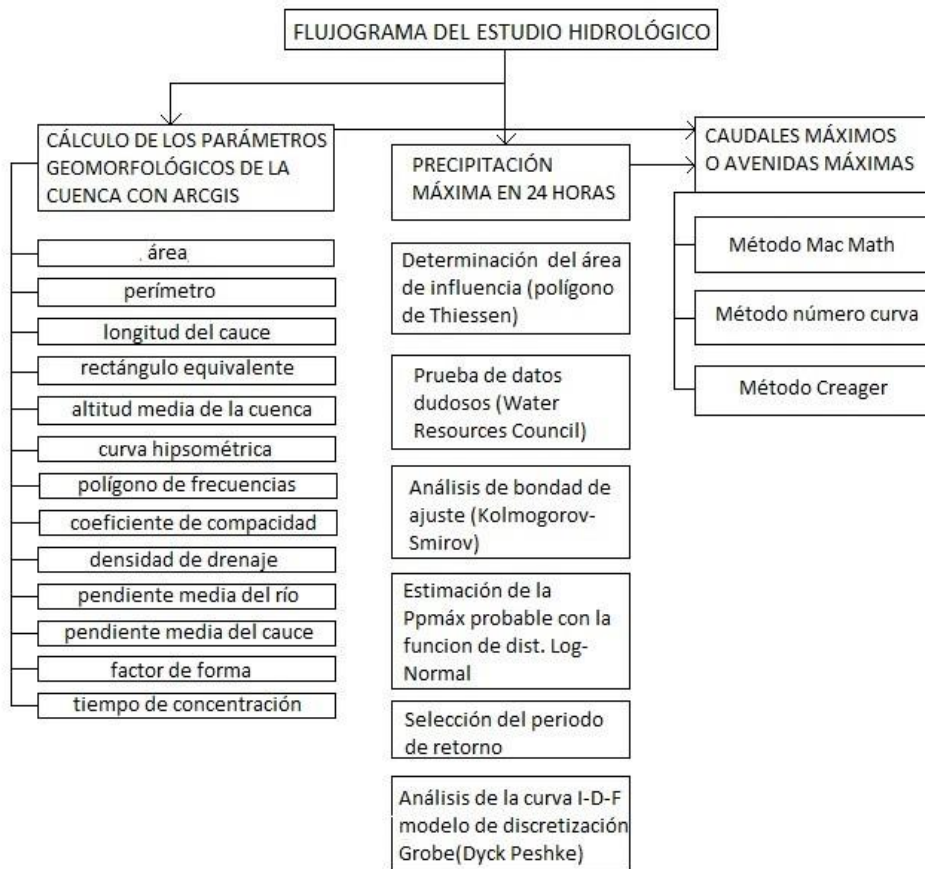 FLUJOGRAMA DEL ESTUDIO HIDROLÓGICO
CÁLCULO DE LOS PARÁMETROS
GEOMORFOLÓGICOS DE LA
CUENCA CON ARCGIS
. área
perímetro
longitud del cauce
rectángulo equivalente
altitud media de la cuenca
curva hipsométrica
polígono de frecuencias
coeficiente de compacidad
densidad de drenaje
pendiente media del río
pendiente media del cauce
factor de forma
tiempo de concentración
PRECIPITACIÓN
MÁXIMA EN 24 HORAS
Determinación del área
de influencia (polígono
de Thiessen)
Prueba de datos
dudosos (Water
Resources Council)
Análisis de bondad de
ajuste (Kolmogorov-
Smirov)
Estimación de la
Ppmáx probable con la
funcion de dist. Log-
Normal
Selección del periodo
de retorno
Análisis de la curva I-D-F
modelo de discretización
Grobe(Dyck Peshke)
CAUDALES MÁXIMOS
O AVENIDAS MÁXIMAS
Método Mac Math
Método número curva
Método Creager